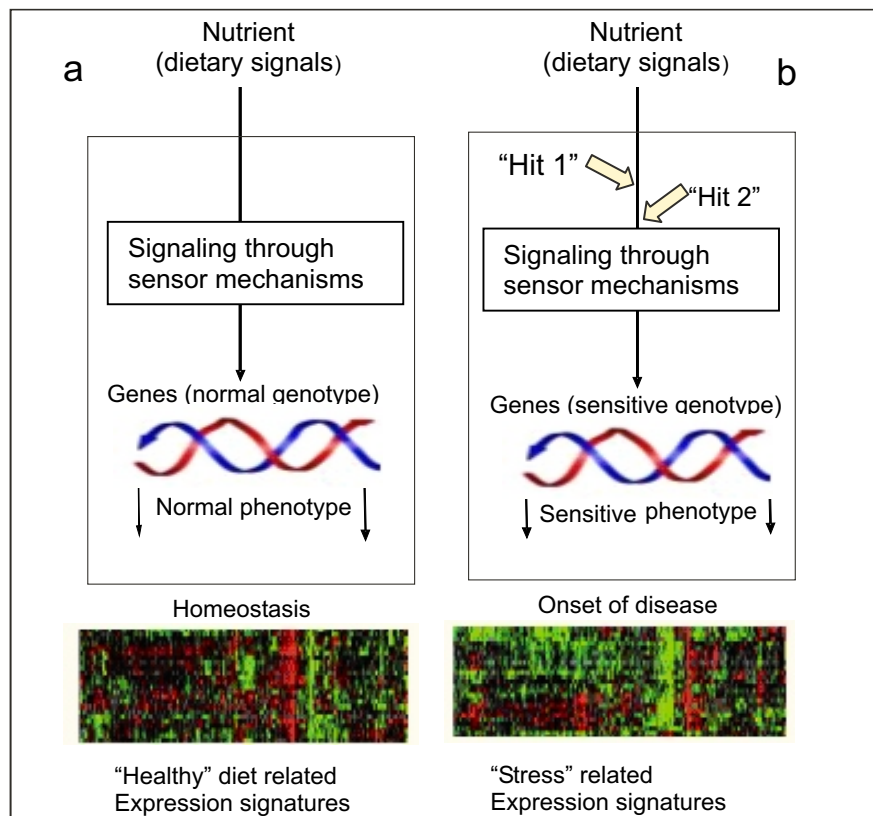 a
Nutrient
(dietary signals)
Signaling through
sensor mechanisms
Genes (normal genotype)
Normal phenotype
Homeostasis
“Healthy” diet related
Expression signatures
b
Nutrient
(dietary signals)
“Hit 1”
“Hit 2”
Signaling through
sensor mechanisms
Genes (sensitive genotype)
Sensitive phenotype
Onset of disease
“Stress” related
Expression signatures